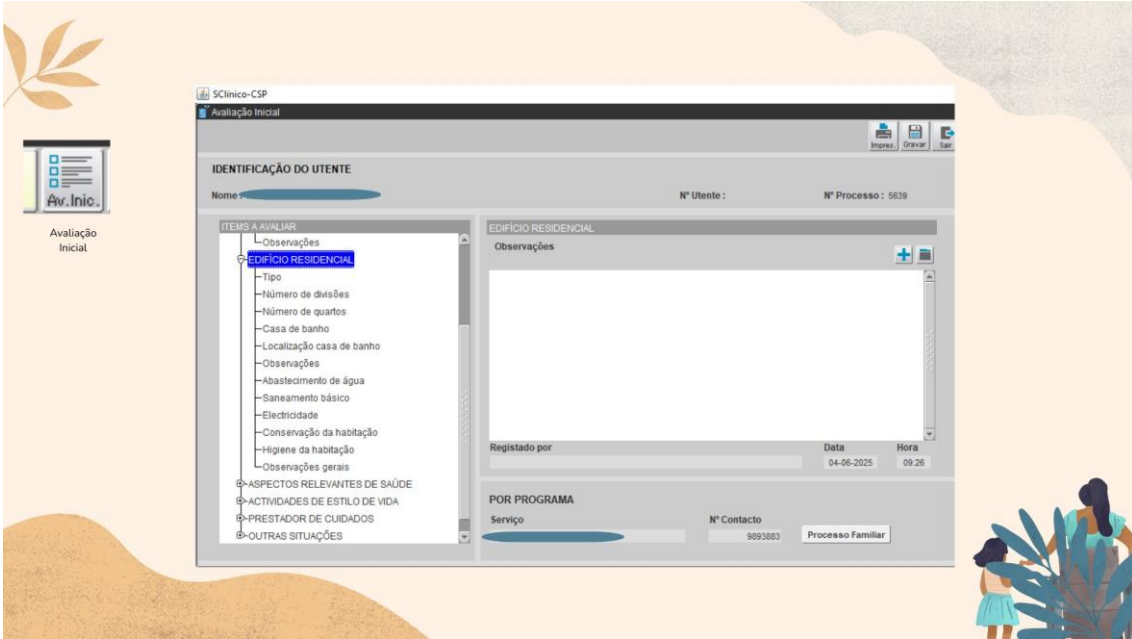 SClínico-CSP
Avaliação Inicial
Impres. Gravar Sair
IDENTIFICAÇÃO DO UTENTE
Nome : Nº Utente : Nº Processo : 5639
Av.Inic.
Avaliação
Inicial
ITEMS A AVALIAR
Observações
EDIFÍCIO RESIDENCIAL
Tipo
Número de divisões
Número de quartos
Casa de banho
Localização casa de banho
Observações
Abastecimento de água
Saneamento básico
Electricidade
Conservação da habitação
Higiene da habitação
Observações gerais
ASPECTOS RELEVANTES DE SAÚDE
ACTIVIDADES DE ESTILO DE VIDA
PRESTADOR DE CUIDADOS
OUTRAS SITUAÇÕES
EDIFÍCIO RESIDENCIAL
Observações
Registado por Data Hora
04-06-2025 09:26
POR PROGRAMA
Serviço Nº Contacto
9893883 Processo Familiar